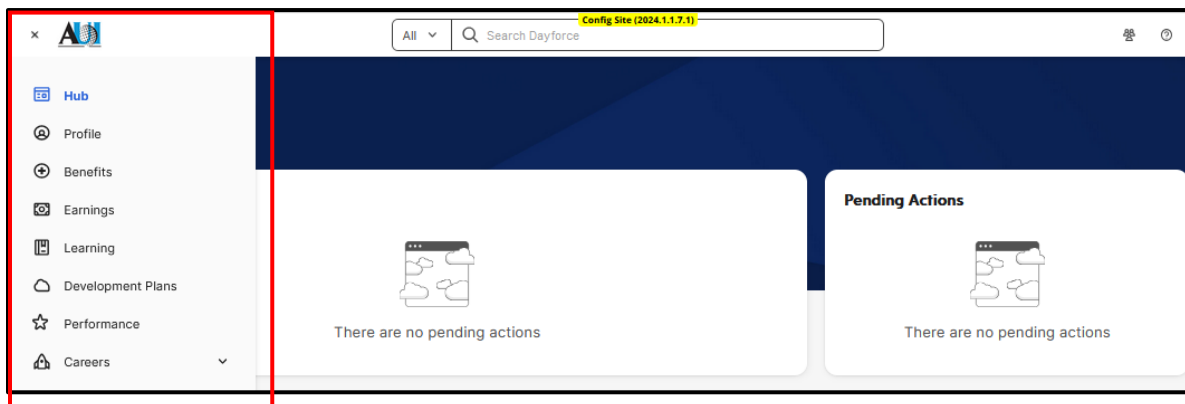 Config Site (2024.1.1.7.1)
× AUI
All Search Dayforce
Hub
Profile
Benefits
Earnings
Learning
Development Plans
Performance
Careers
There are no pending actions
Pending Actions
There are no pending actions